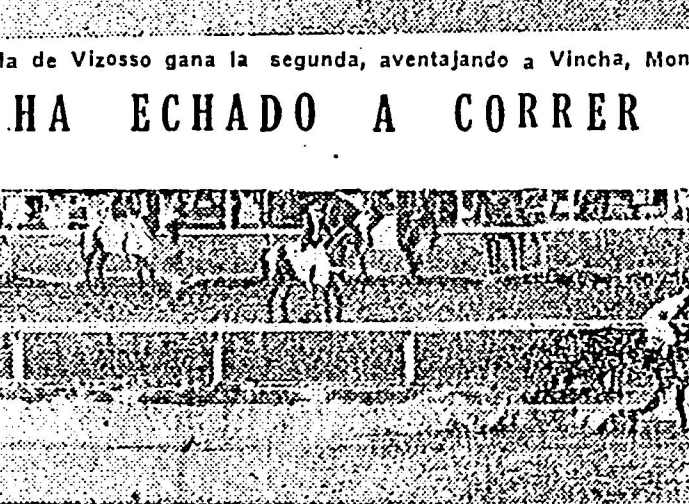 la de Vizosso gana la segunda, aventajando a Vincha, Mon
HA ECHADO A CORRER